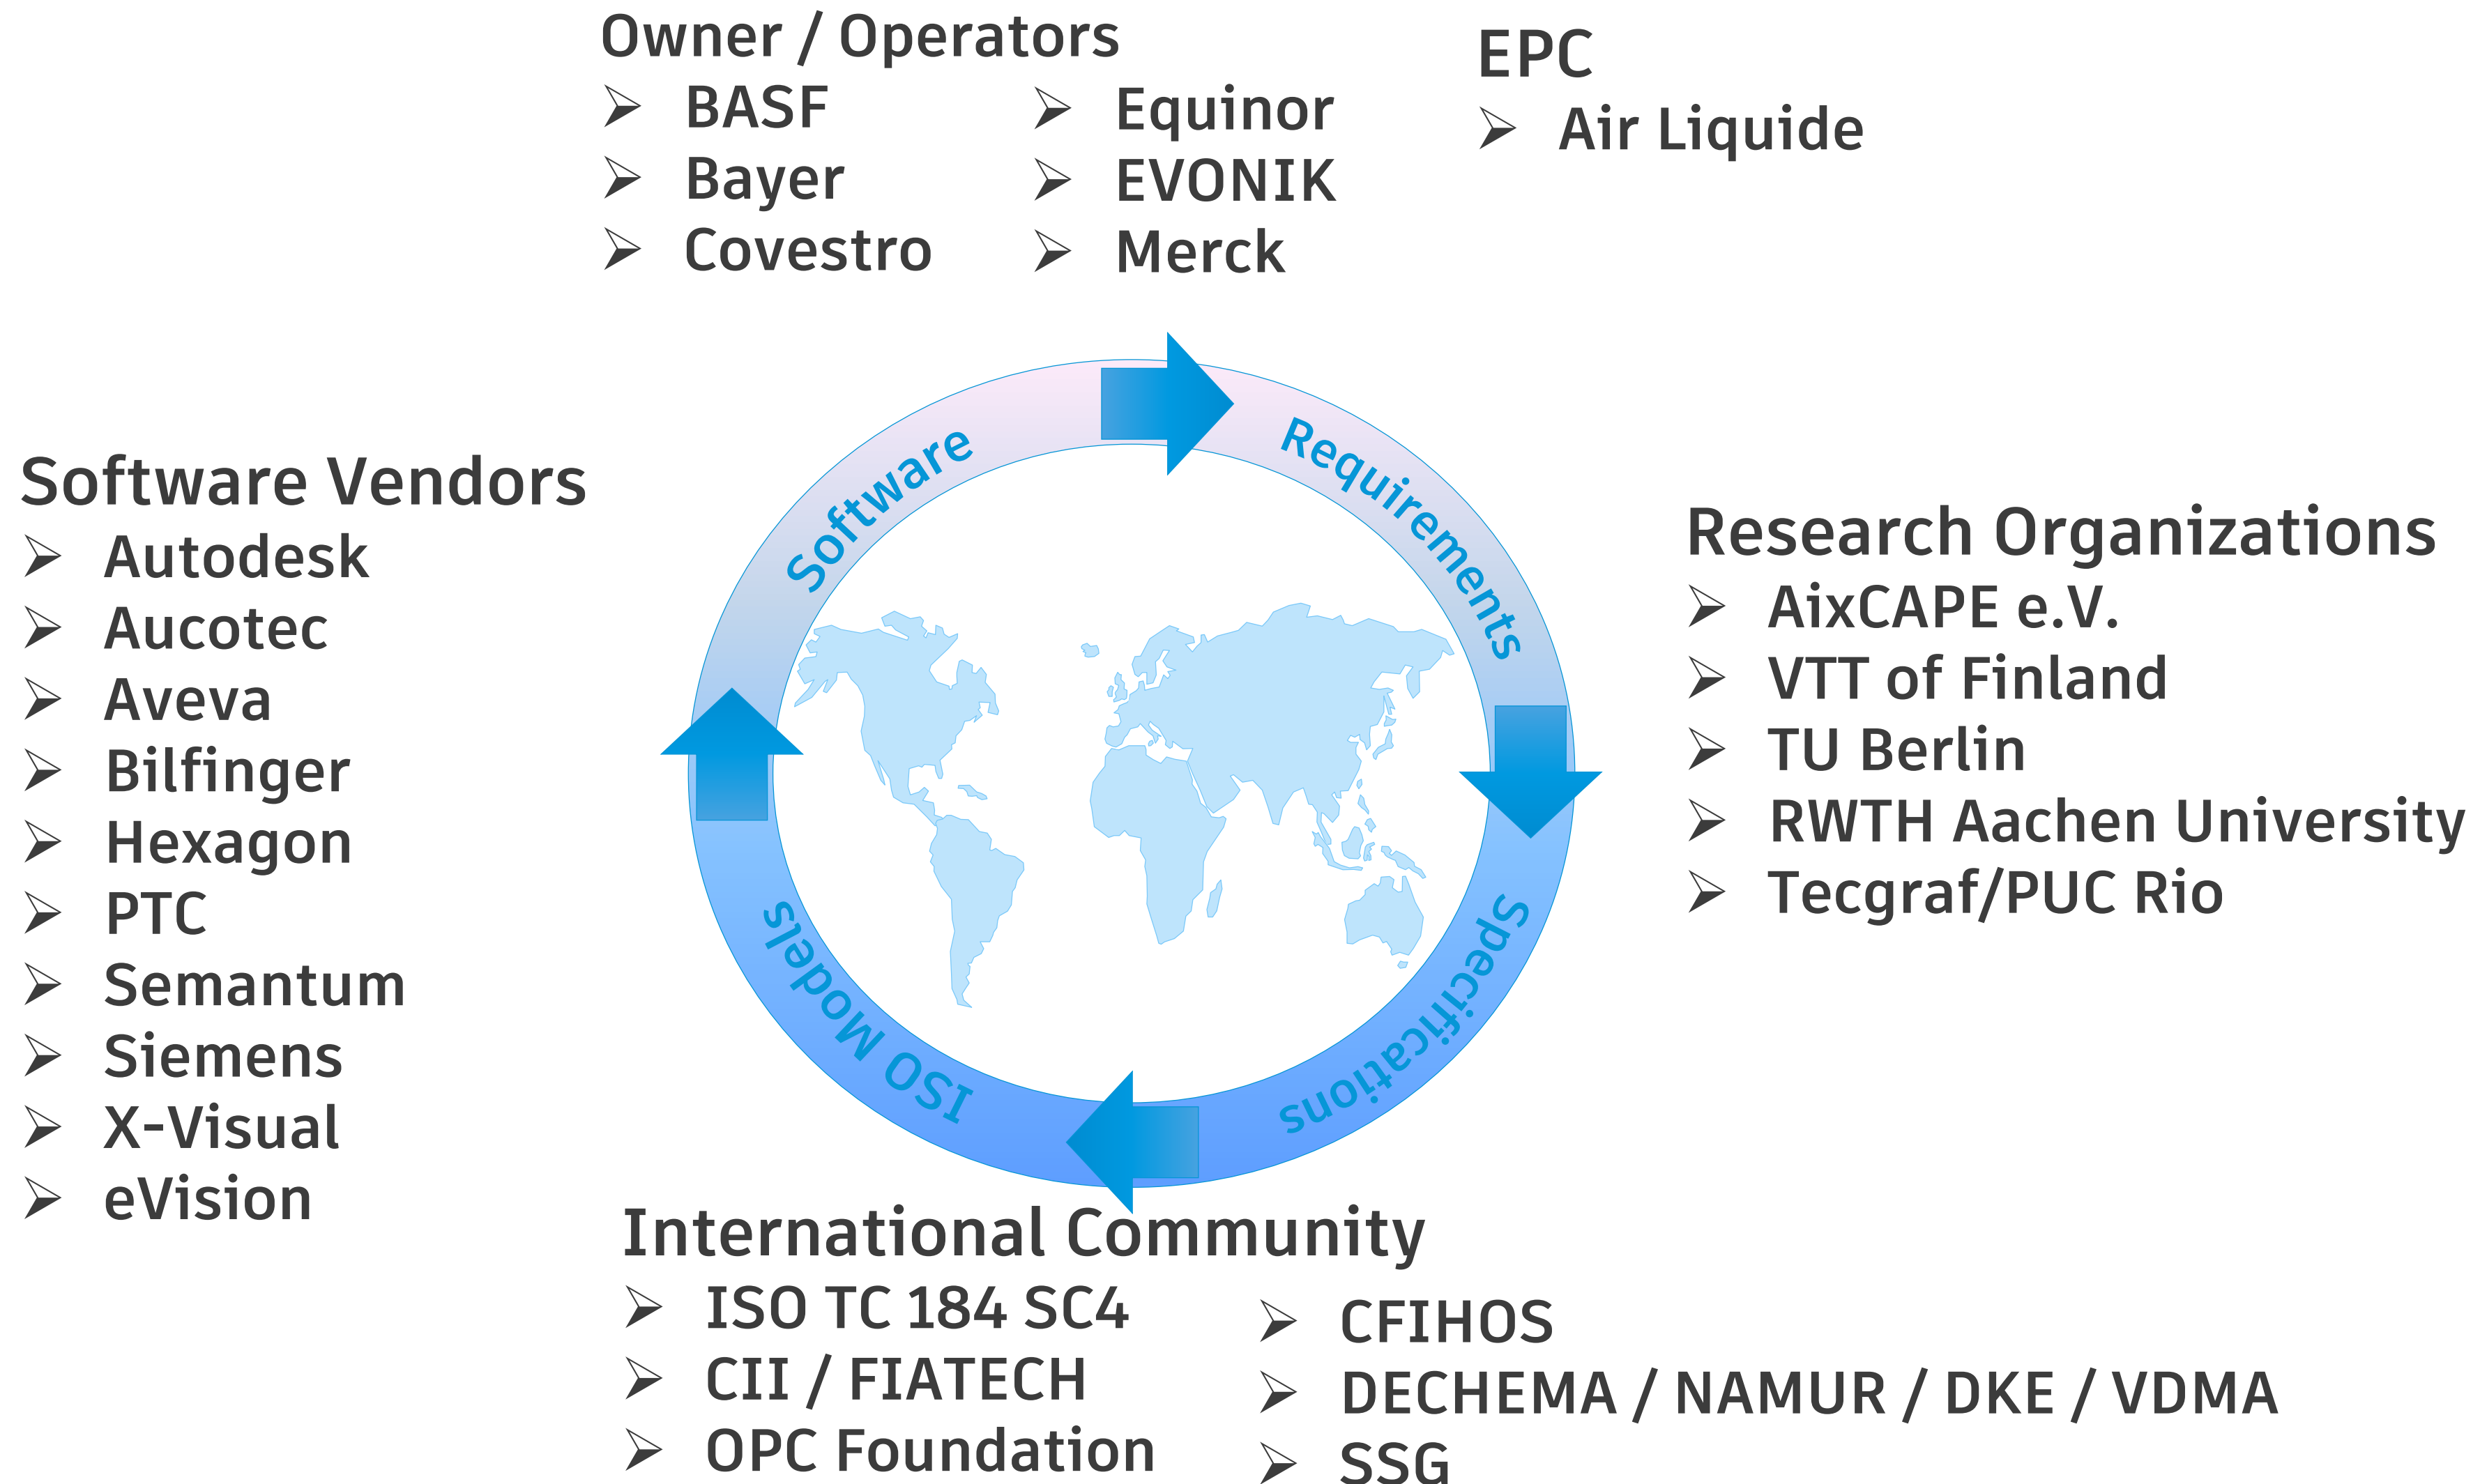 Owner / Operators
BASF
Bayer
Covestro
Equinor
EVONIK
Merck
EPC
Air Liquide
Software Vendors
Autodesk
Aucotec
Aveva
Bilfinger
Hexagon
PTC
Semantum
Siemens
X-Visual
eVision
Software
Requirements
Specifications
ISO Models
Research Organizations
AixCAPE e.V.
VTT of Finland
TU Berlin
RWTH Aachen University
Tecgraf/PUC Rio
International Community
ISO TC 184 SC4
CII / FIATECH
OPC Foundation
CFIHOS
DECHEMA / NAMUR / DKE / VDMA
SSG